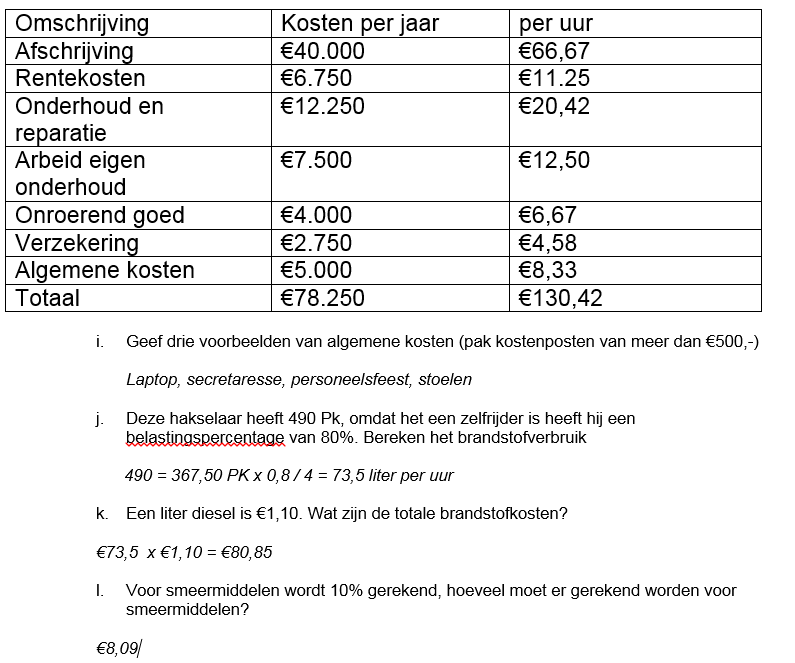 Omschrijving Kosten per jaar per uur
Afschrijving €40.000 €66,67
Rentekosten €6.750 €11.25
Onderhoud en reparatie €12.250 €20,42
Arbeid eigen onderhoud €7.500 €12,50
Onroerend goed €4.000 €6,67
Verzekering €2.750 €4,58
Algemene kosten €5.000 €8,33
Totaal €78.250 €130,42
i. Geef drie voorbeelden van algemene kosten (pak kostenposten van meer dan €500,-)
Laptop, secretaresse, personeelsfeest, stoelen
j. Deze hakselaar heeft 490 Pk, omdat het een zelfrijder is heeft hij een
belastingspercentage van 80%. Bereken het brandstofverbruik
490 = 367,50 PK x 0,8 / 4 = 73,5 liter per uur
k. Een liter diesel is €1,10. Wat zijn de totale brandstofkosten?
€73,5 x €1,10 = €80,85
l. Voor smeermiddelen wordt 10% gerekend, hoeveel moet er gerekend worden voor
smeermiddelen?
€8,09